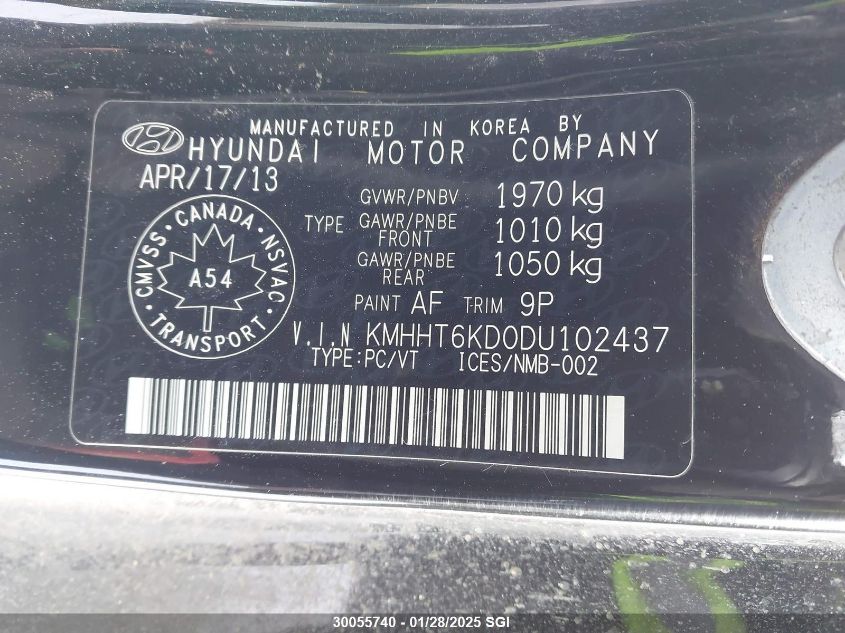 MANUFACTURED IN KOREA BY
HYUNDAI MOTOR COMPANY
APR/17/13
GVWR/PNBV 1970 kg
TYPE GAWR/PNBE FRONT 1010 kg
GAWR/PNBE REAR 1050 kg
CMVSS · CANADA · NSVAC
A54
TRANSPORT
PAINT AF TRIM 9P
V.I.N KMHHT6KD0DU102437
TYPE:PC/VT ICES/NMB-002
30055740 - 01/28/2025 SGI